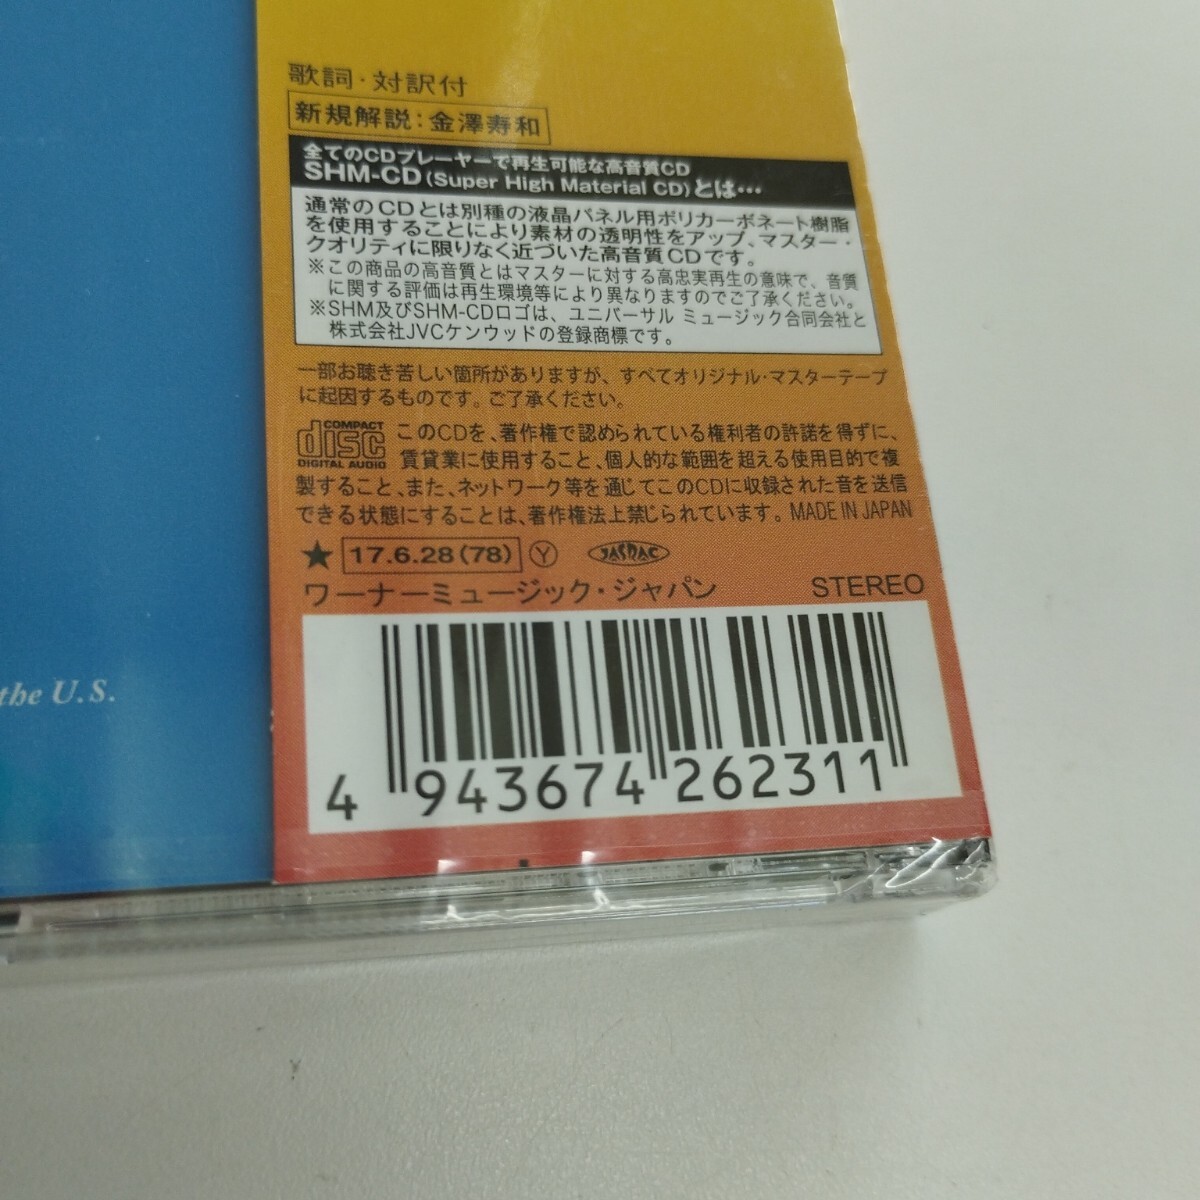 歌詞・対訳付
新規解説：金澤寿和
全てのCDプレーヤーで再生可能な高音質CD
SHM-CD (Super High Material CD) とは…
通常のCDとは別種の液晶パネル用ポリカーボネート樹脂
を使用することにより素材の透明性をアップ、マスター・
クオリティに限りなく近づいた高音質CDです。
※この商品の高音質とはマスターに対する高忠実再生の意味で、音質
に関する評価は再生環境等により異なりますのでご了承ください。
※SHM及びSHM-CDロゴは、ユニバーサル ミュージック合同会社と
株式会社JVCケンウッドの登録商標です。
一部お聴き苦しい箇所がありますが、すべてオリジナル・マスターテープ
に起因するものです。ご了承ください。
COMPACT
disc
DIGITAL AUDIO
このCDを、著作権で認められている権利者の許諾を得ずに、
賃貸業に使用すること、個人的な範囲を超える使用目的で複
製すること、また、ネットワーク等を通じてこのCDに収録された音を送信
できる状態にすることは、著作権法上禁じられています。MADE IN JAPAN
★ 17.6.28(78) Ⓨ JASRAC
ワーナーミュージック・ジャパン STEREO
the U.S.
4 943674 262311